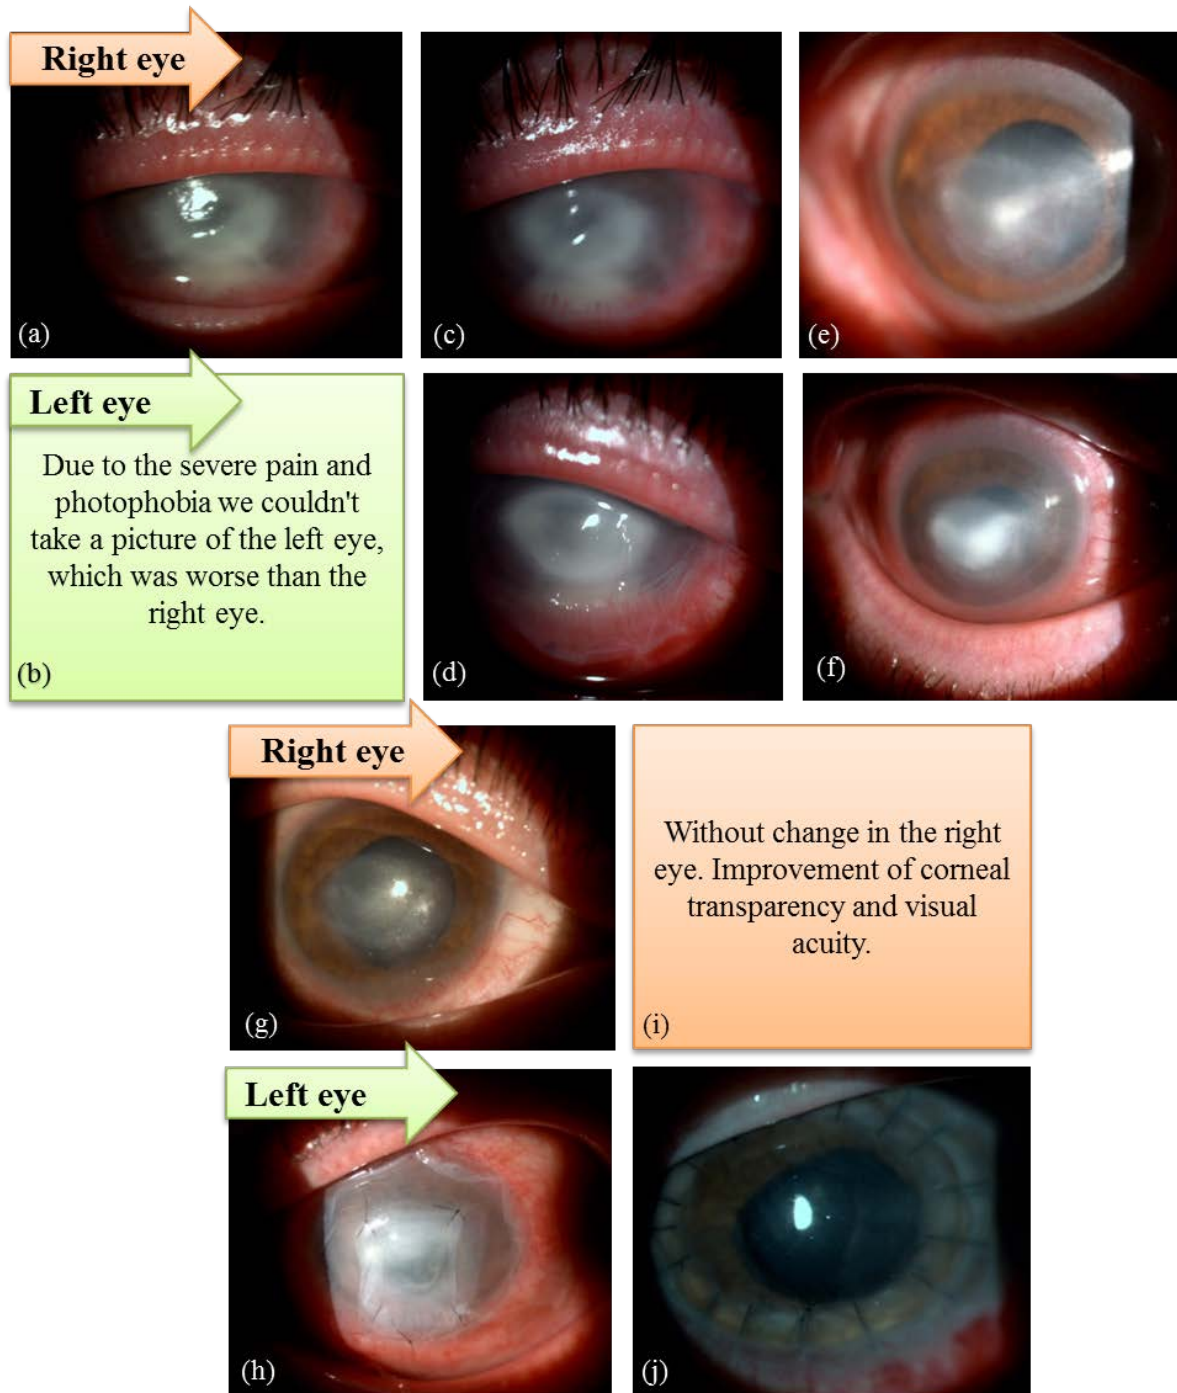 Right eye
(a)
(c)
(e)
Left eye
Due to the severe pain and
photophobia we couldn't
take a picture of the left eye,
which was worse than the
right eye.
(b)
(d)
(f)
Right eye
(g)
Without change in the right
eye. Improvement of corneal
transparency and visual
acuity.
(i)
Left eye
(h)
(j)